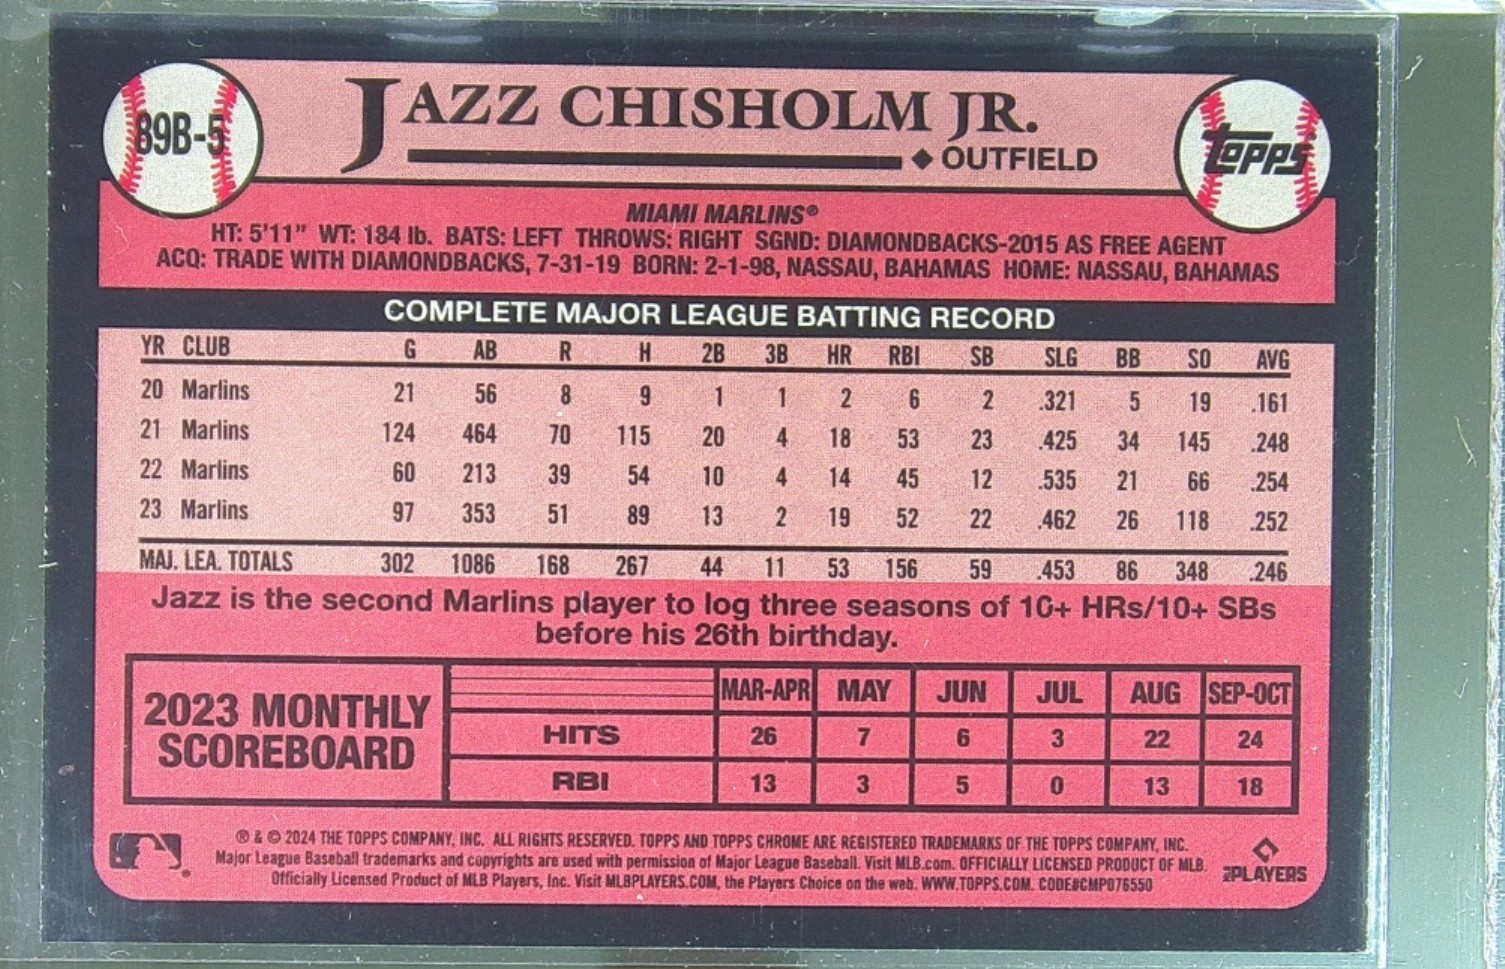 89B-5
JAZZ CHISHOLM JR.
◆ OUTFIELD
topps
MIAMI MARLINS®
HT: 5'11" WT: 184 lb. BATS: LEFT THROWS: RIGHT SGND: DIAMONDBACKS-2015 AS FREE AGENT
ACQ: TRADE WITH DIAMONDBACKS, 7-31-19 BORN: 2-1-98, NASSAU, BAHAMAS HOME: NASSAU, BAHAMAS
COMPLETE MAJOR LEAGUE BATTING RECORD
YR CLUB G AB R H 2B 3B HR RBI SB SLG BB SO AVG
20 Marlins 21 56 8 9 1 1 2 6 2 .321 5 19 .161
21 Marlins 124 464 70 115 20 4 18 53 23 .425 34 145 .248
22 Marlins 60 213 39 54 10 4 14 45 12 .535 21 66 .254
23 Marlins 97 353 51 89 13 2 19 52 22 .462 26 118 .252
MAJ. LEA. TOTALS 302 1086 168 267 44 11 53 156 59 .453 86 348 .246
Jazz is the second Marlins player to log three seasons of 10+ HRs/10+ SBs
before his 26th birthday.
2023 MONTHLY
SCOREBOARD
MAR-APR MAY JUN JUL AUG SEP-OCT
HITS 26 7 6 3 22 24
RBI 13 3 5 0 13 18
® & © 2024 THE TOPPS COMPANY, INC. ALL RIGHTS RESERVED. TOPPS AND TOPPS CHROME ARE REGISTERED TRADEMARKS OF THE TOPPS COMPANY, INC.
Major League Baseball trademarks and copyrights are used with permission of Major League Baseball. Visit MLB.com. OFFICIALLY LICENSED PRODUCT OF MLB
Officially Licensed Product of MLB Players, Inc. Visit MLBPLAYERS.COM, the Players Choice on the web. WWW.TOPPS.COM. CODE#CMP076550
PLAYERS